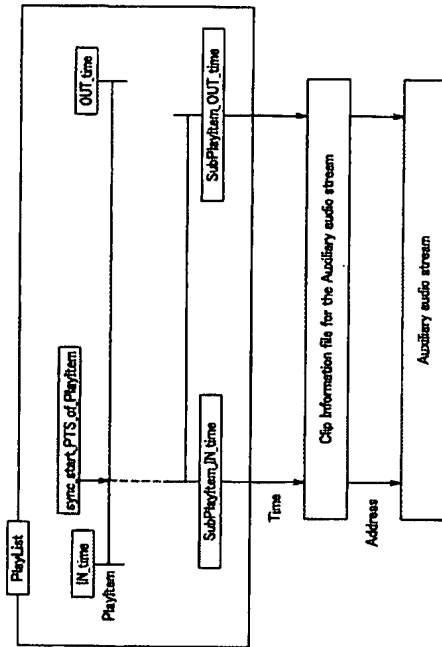 PlayList
IN_time
sync_start_PTS_of_PlayItem
OUT_time
PlayItem
SubPlayItem_IN_time
SubPlayItem_OUT_time
Time
Clip Information file for the Auxiliary audio stream
Address
Auxiliary audio stream